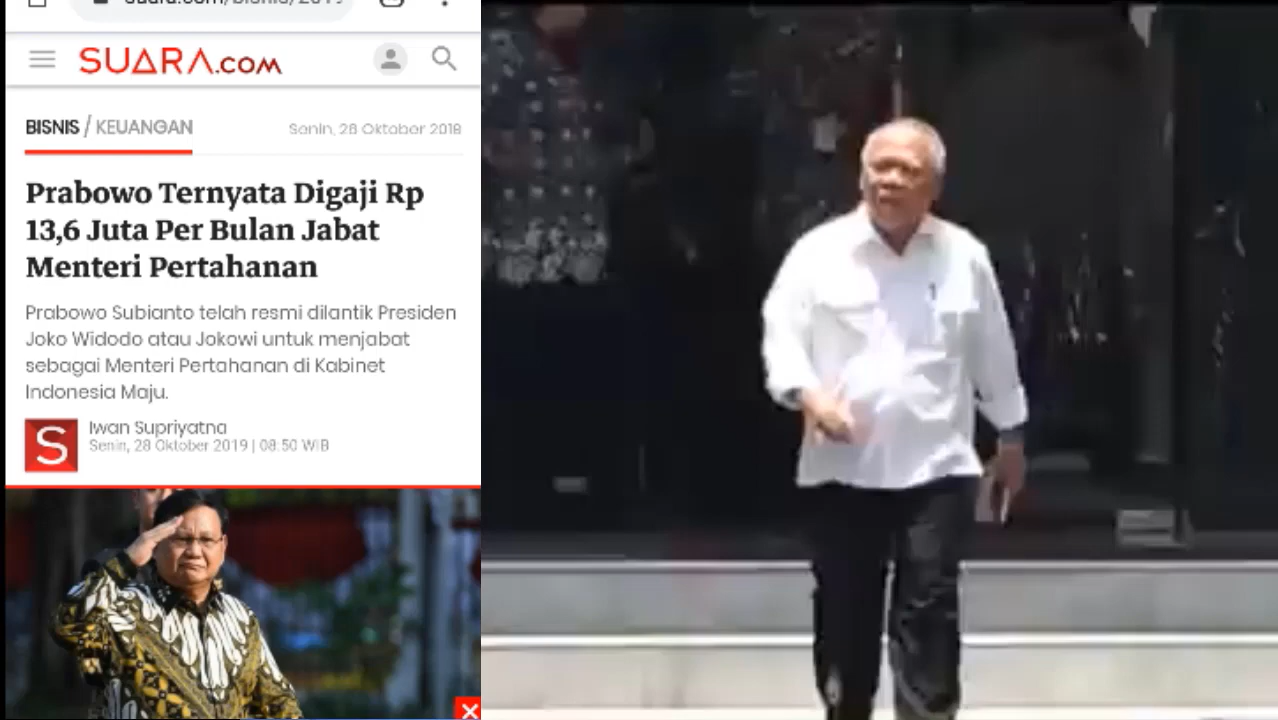 SUARA.COM
BISNIS / KEUANGAN
Senin, 28 Oktober 2019
Prabowo Ternyata Digaji Rp
13,6 Juta Per Bulan Jabat
Menteri Pertahanan
Prabowo Subianto telah resmi dilantik Presiden
Joko Widodo atau Jokowi untuk menjabat
sebagai Menteri Pertahanan di Kabinet
Indonesia Maju.
S
Iwan Supriyatna
Senin, 28 Oktober 2019 | 08:50 WIB